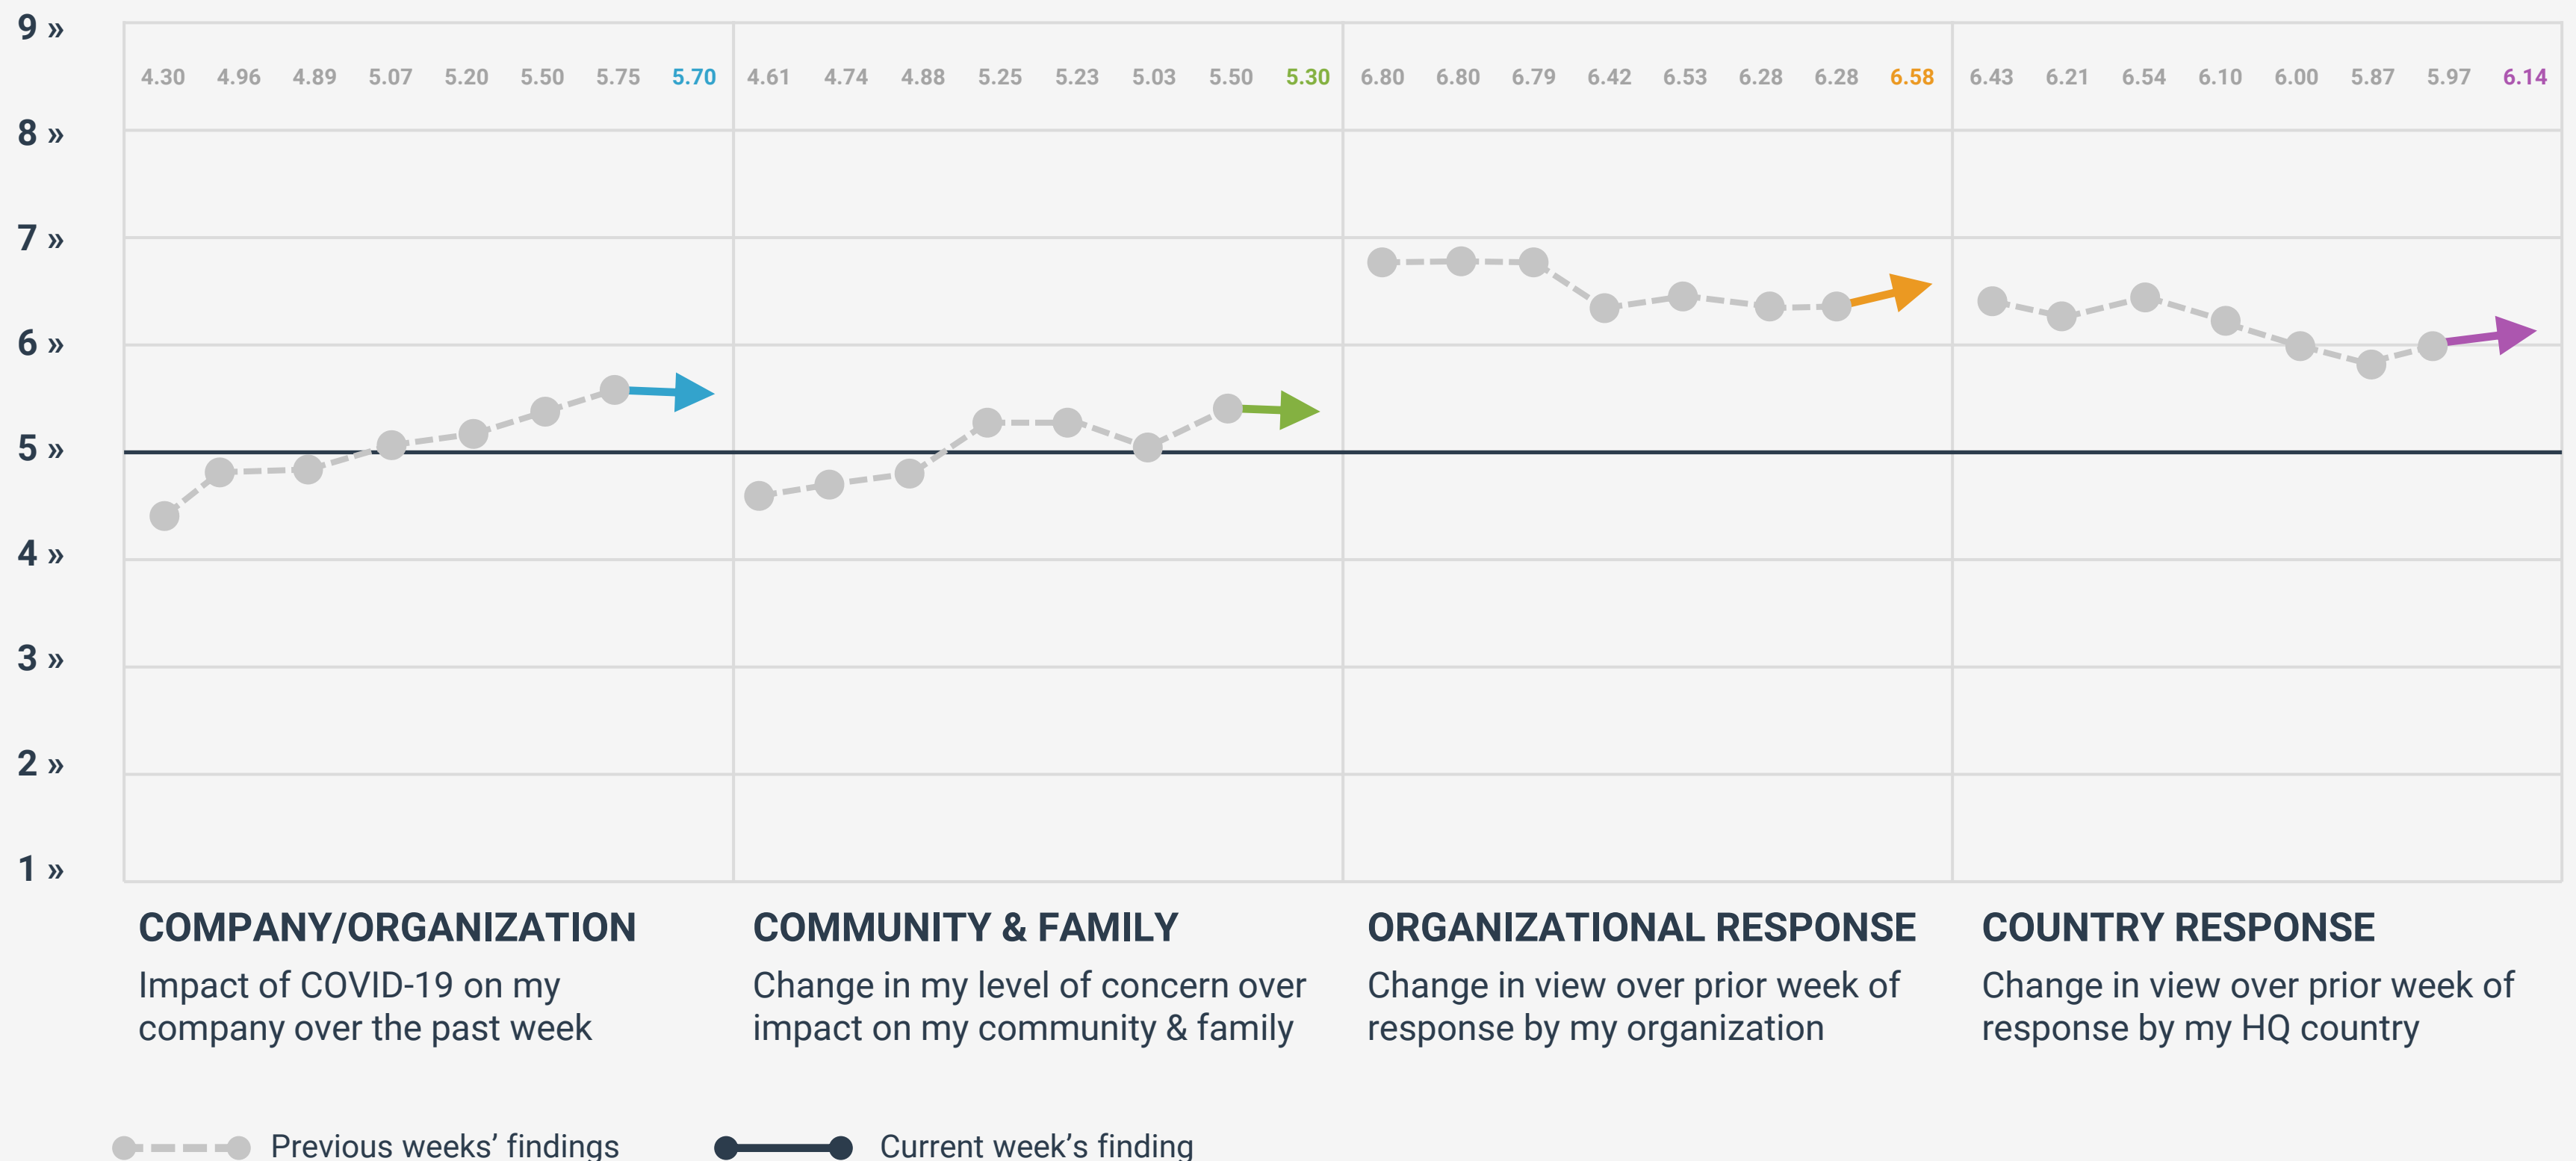 9 »
4.30 4.96 4.89 5.07 5.20 5.50 5.75 5.70 4.61 4.74 4.88 5.25 5.23 5.03 5.50 5.30 6.80 6.80 6.79 6.42 6.53 6.28 6.28 6.58 6.43 6.21 6.54 6.10 6.00 5.87 5.97 6.14
8 »
7 »
6 »
5 »
4 »
3 »
2 »
1 »
COMPANY/ORGANIZATION
Impact of COVID-19 on my
company over the past week
COMMUNITY & FAMILY
Change in my level of concern over
impact on my community & family
ORGANIZATIONAL RESPONSE
Change in view over prior week of
response by my organization
COUNTRY RESPONSE
Change in view over prior week of
response by my HQ country
Previous weeks’ findings
Current week’s finding